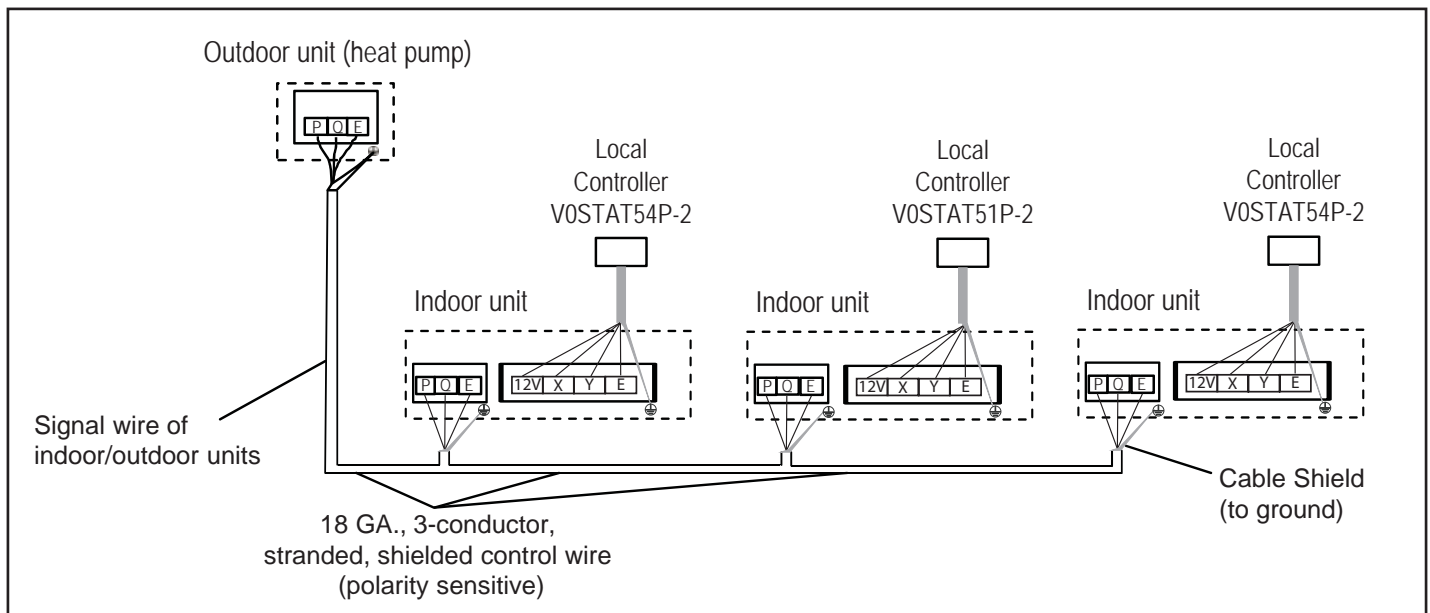 Outdoor unit (heat pump)
P Q E
Local
Controller
V0STAT54P-2
Local
Controller
V0STAT51P-2
Local
Controller
V0STAT54P-2
Indoor unit
Indoor unit
Indoor unit
P Q E
12V X Y E
P Q E
12V X Y E
P Q E
12V X Y E
Signal wire of
indoor/outdoor units
Cable Shield
(to ground)
18 GA., 3-conductor,
stranded, shielded control wire
(polarity sensitive)